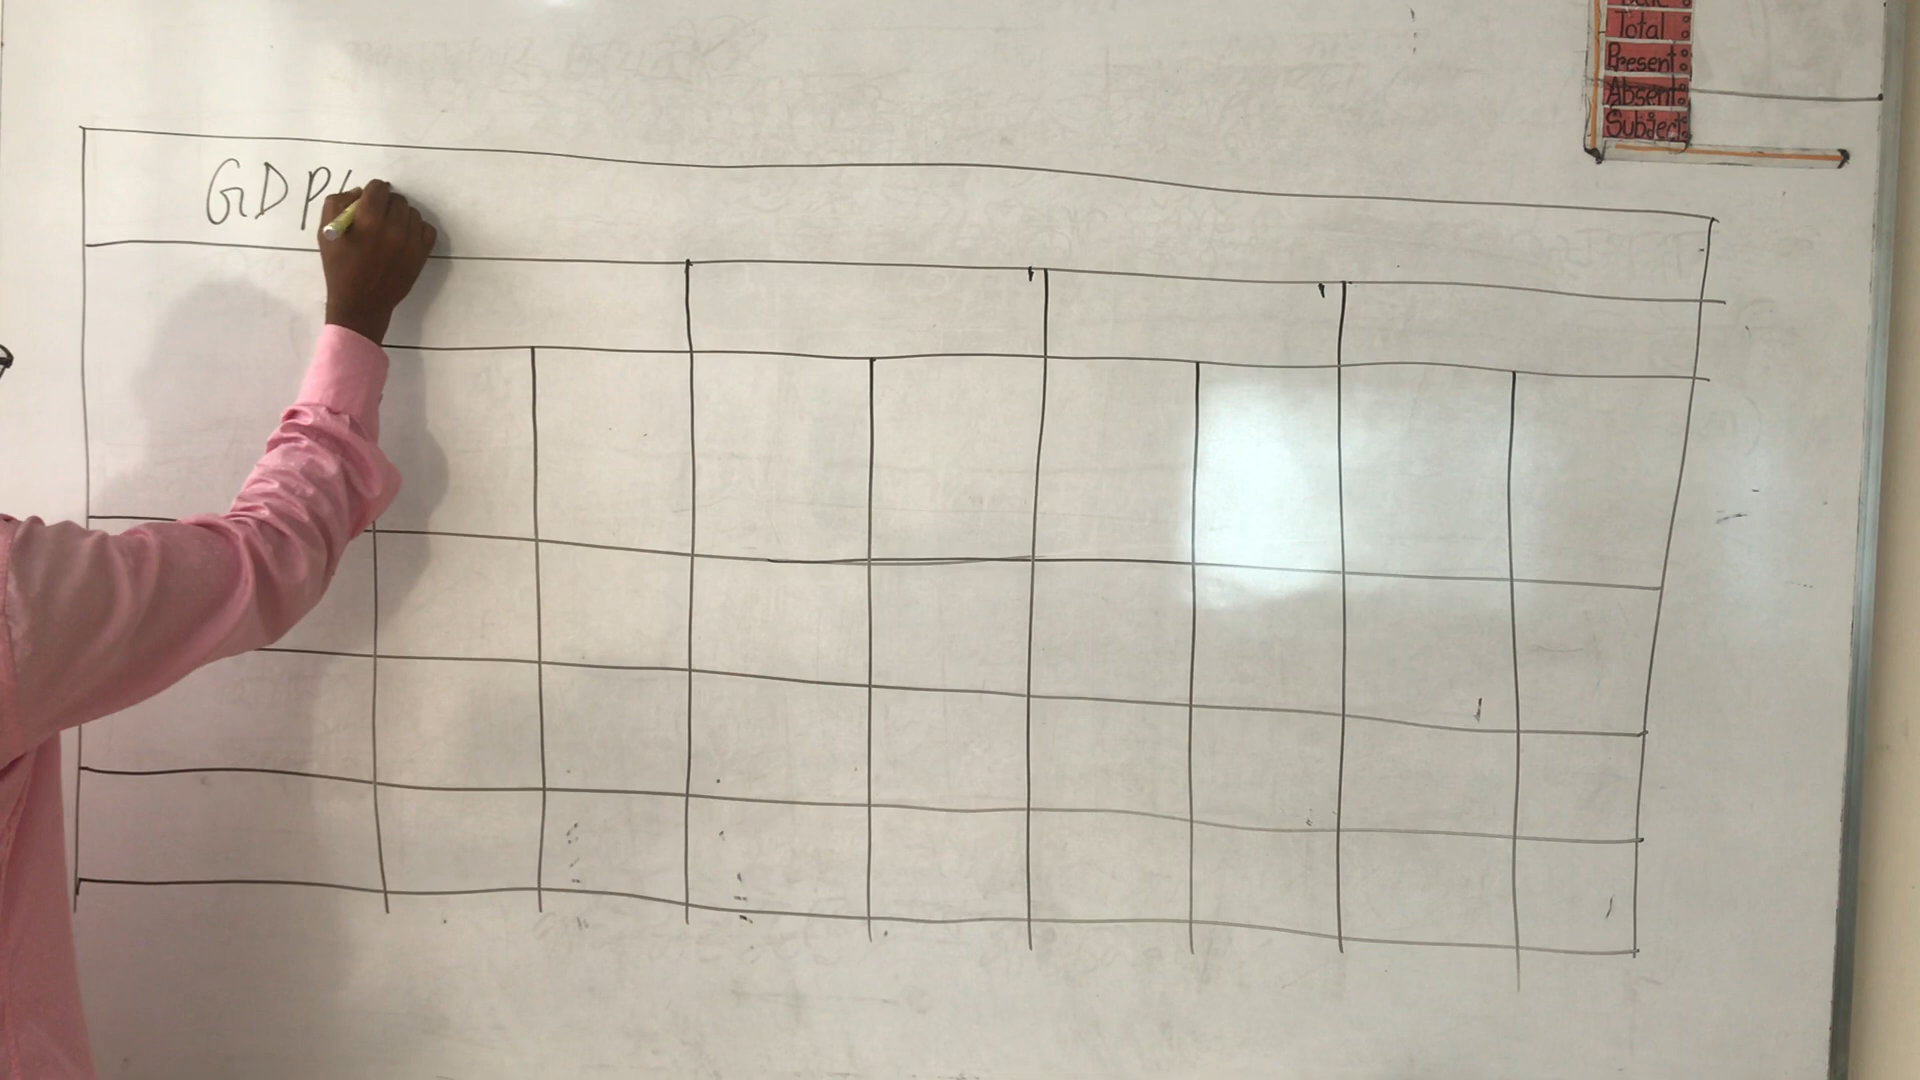 Total :
Present :
Absent :
Subject :
GDP